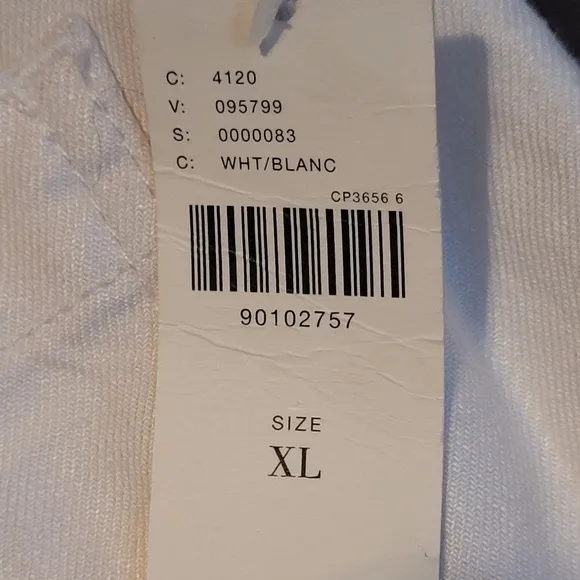 C: 4120
V: 095799
S: 0000083
C: WHT/BLANC
CP3656 6
90102757
SIZE
XL